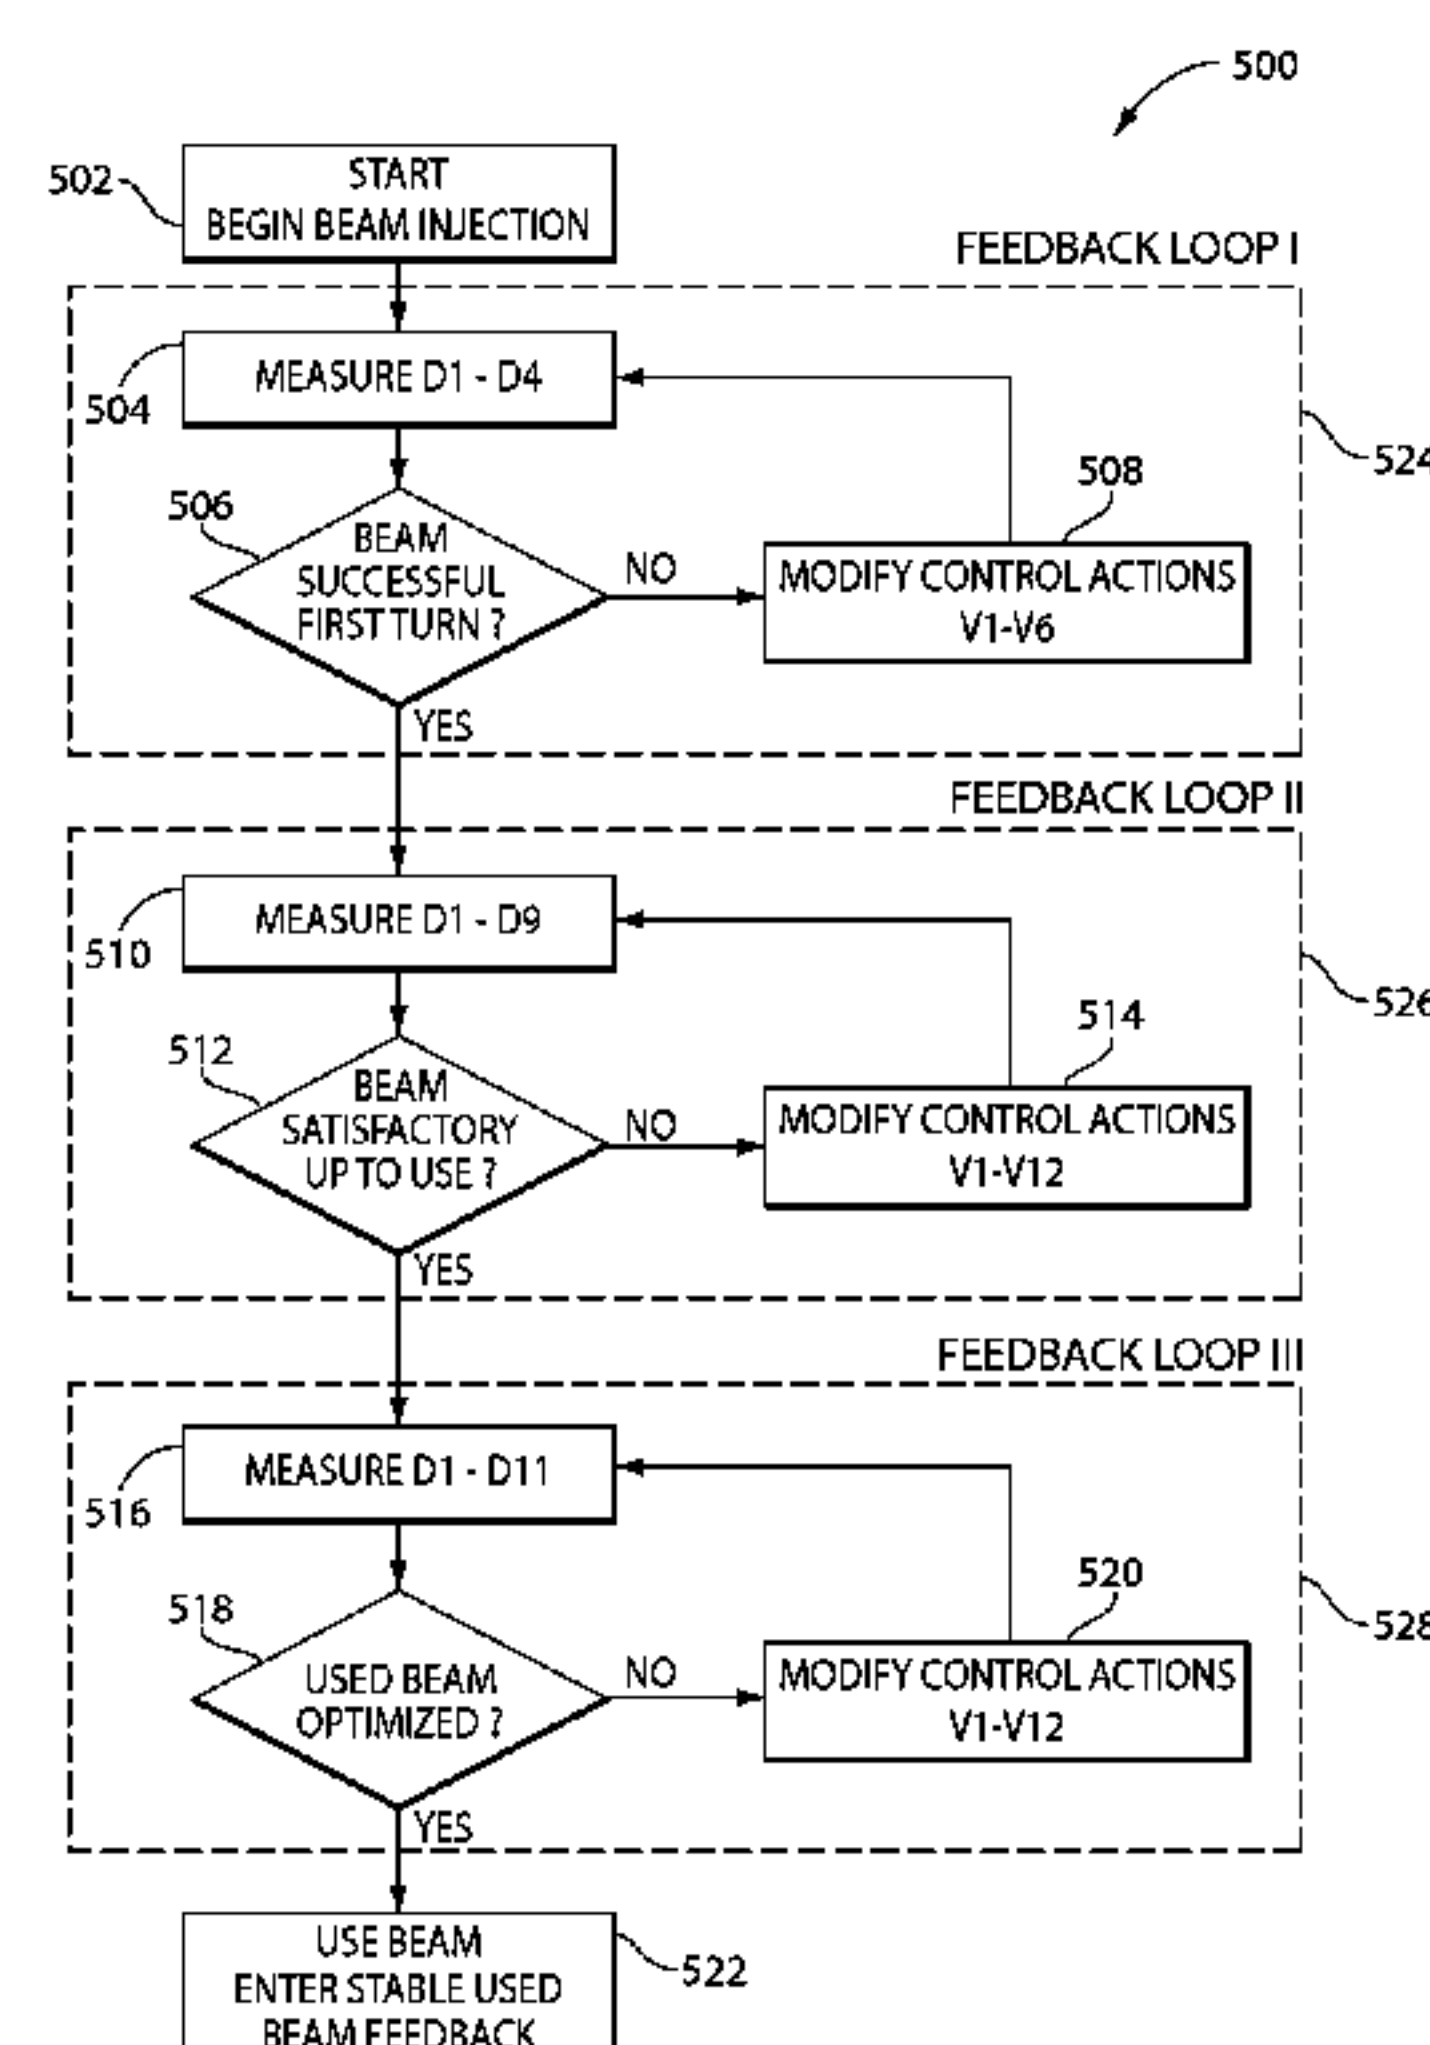 500
START
BEGIN BEAM INJECTION
502
FEEDBACK LOOP I
MEASURE D1 - D4
504
524
506
BEAM
SUCCESSFUL
FIRST TURN ?
NO
508
MODIFY CONTROL ACTIONS
V1-V6
YES
FEEDBACK LOOP II
MEASURE D1 - D9
510
526
512
BEAM
SATISFACTORY
UP TO USE ?
NO
514
MODIFY CONTROL ACTIONS
V1-V12
YES
FEEDBACK LOOP III
MEASURE D1 - D11
516
528
518
USED BEAM
OPTIMIZED ?
NO
520
MODIFY CONTROL ACTIONS
V1-V12
YES
USE BEAM
ENTER STABLE USED
BEAM FEEDBACK
522